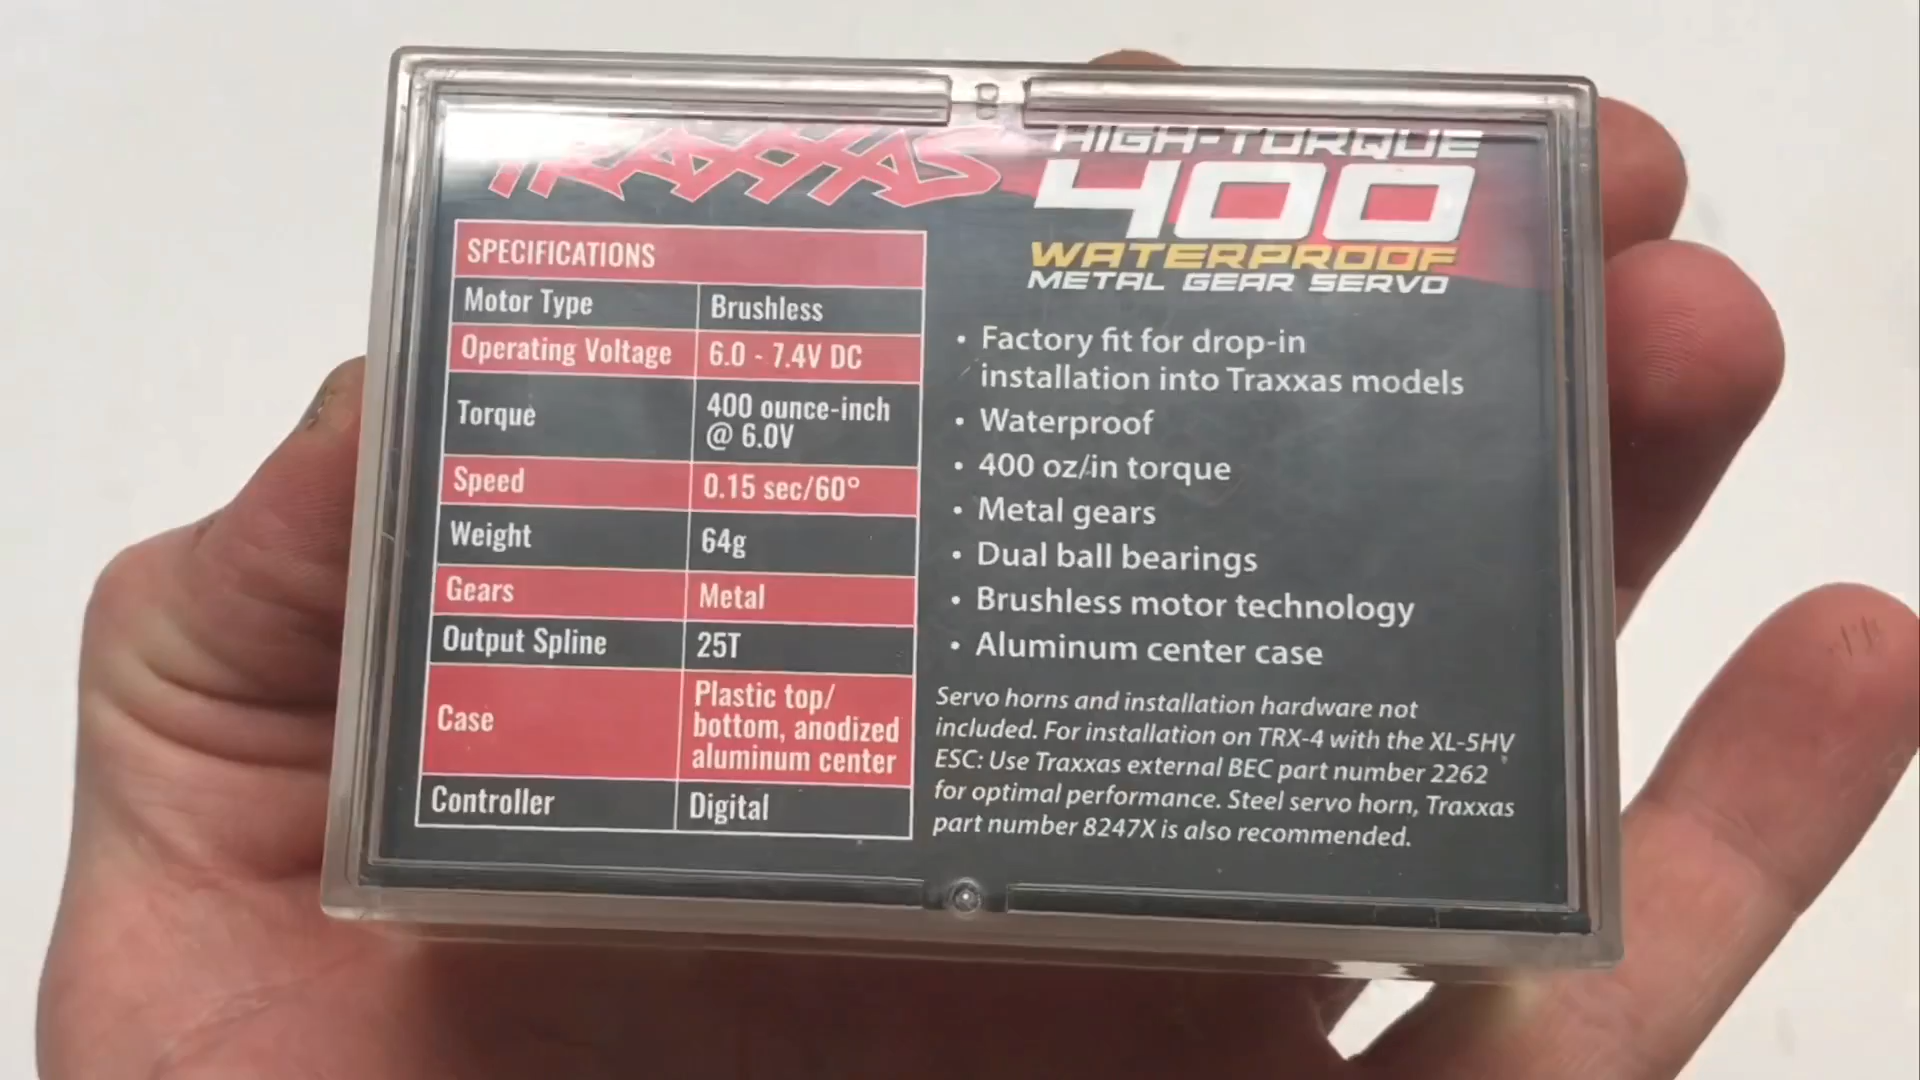 TRAXXAS
HIGH-TORQUE
400
WATERPROOF
METAL GEAR SERVO
SPECIFICATIONS
Motor Type Brushless
Operating Voltage 6.0 - 7.4V DC
Torque 400 ounce-inch
@ 6.0V
Speed 0.15 sec/60°
Weight 64g
Gears Metal
Output Spline 25T
Case Plastic top/
bottom, anodized
aluminum center
Controller Digital
• Factory fit for drop-in
installation into Traxxas models
• Waterproof
• 400 oz/in torque
• Metal gears
• Dual ball bearings
• Brushless motor technology
• Aluminum center case
Servo horns and installation hardware not
included. For installation on TRX-4 with the XL-5HV
ESC: Use Traxxas external BEC part number 2262
for optimal performance. Steel servo horn, Traxxas
part number 8247X is also recommended.